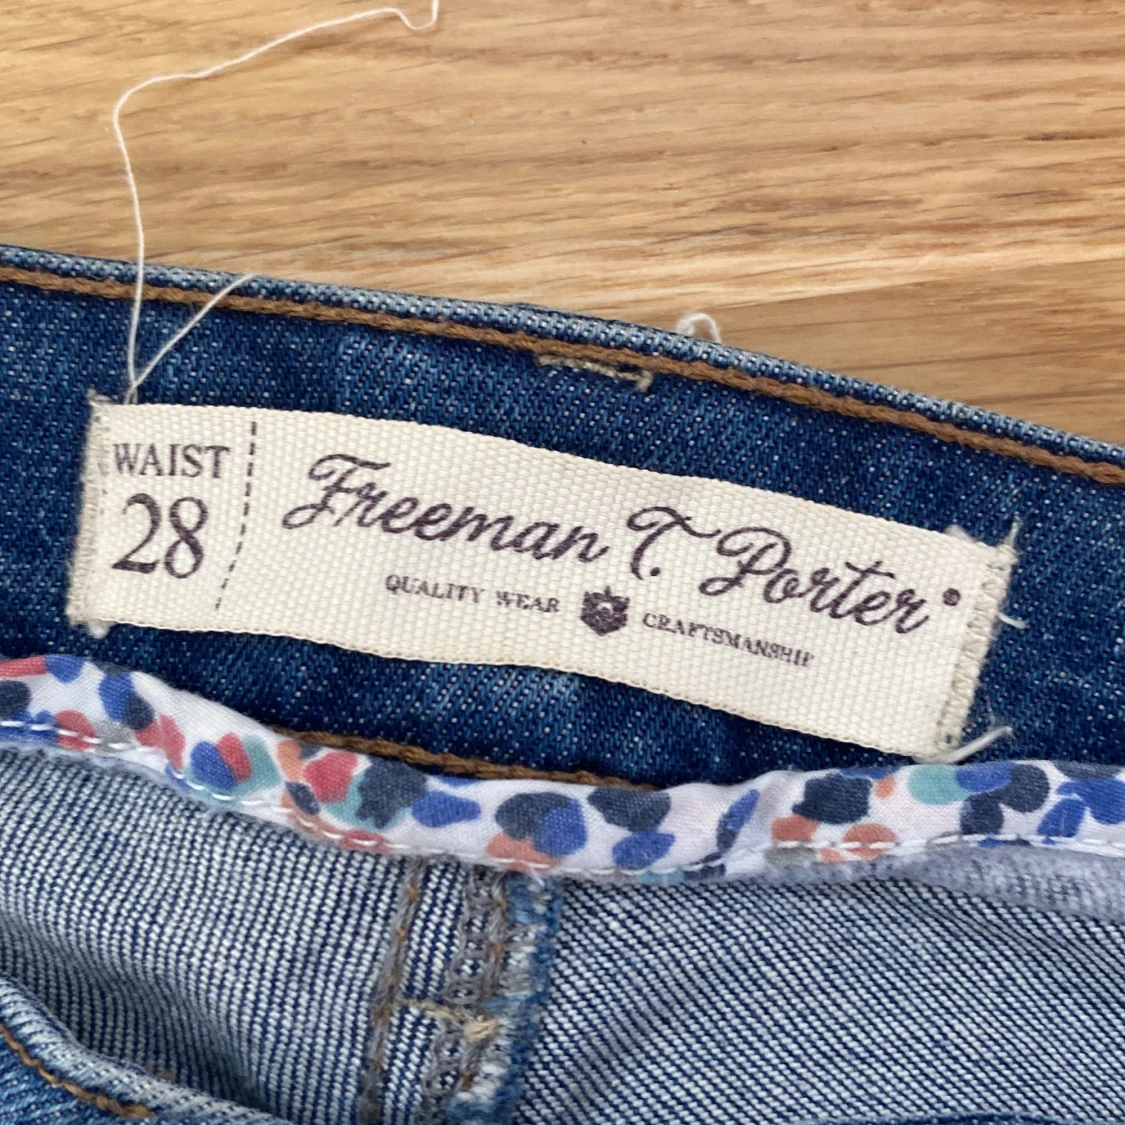 WAIST
28
Freeman T. Porter
QUALITY WEAR CRAFTSMANSHIP